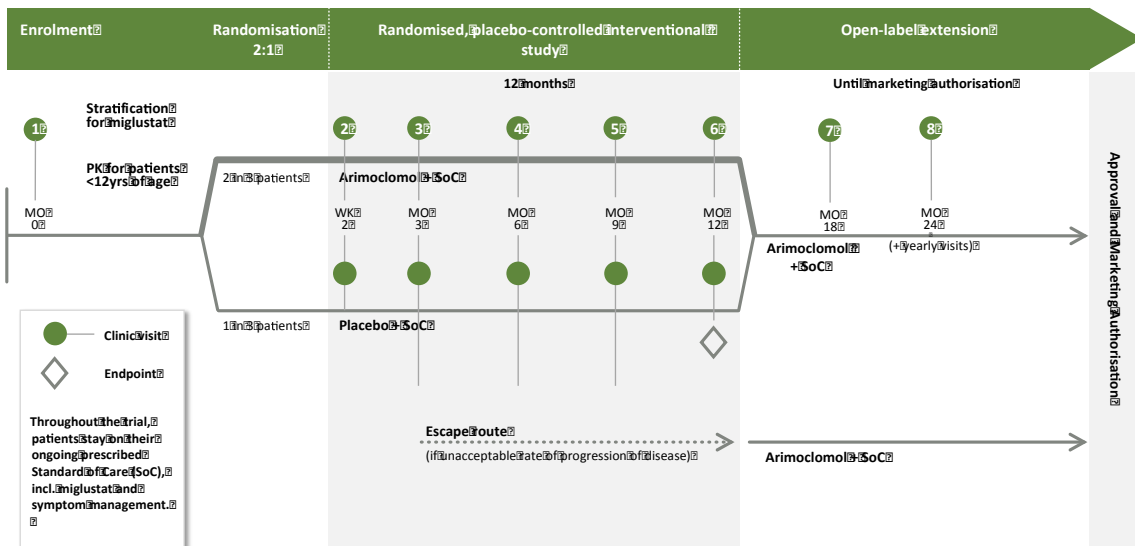 Enrolment
Randomisation
2:1
Randomised, placebo-controlled interventional
study
Open-label extension
12 months
Until marketing authorisation
Stratification
for miglustat
PK for patients
<12yrs of age
1
2
3
4
5
6
7
8
2 in 3 patients
Arimoclomol + SoC
MO
0
WK
2
MO
3
MO
6
MO
9
MO
12
MO
18
MO
24
(+ yearly visits)
Arimoclomol
+ SoC
1 in 3 patients
Placebo + SoC
Clinic visit
Endpoint
Throughout the trial,
patients stay on their
ongoing prescribed
Standard of Care (SoC),
incl. miglustat and
symptom management.
Escape route
(if unacceptable rate of progression of disease)
Arimoclomol + SoC
Approval and Marketing Authorisation